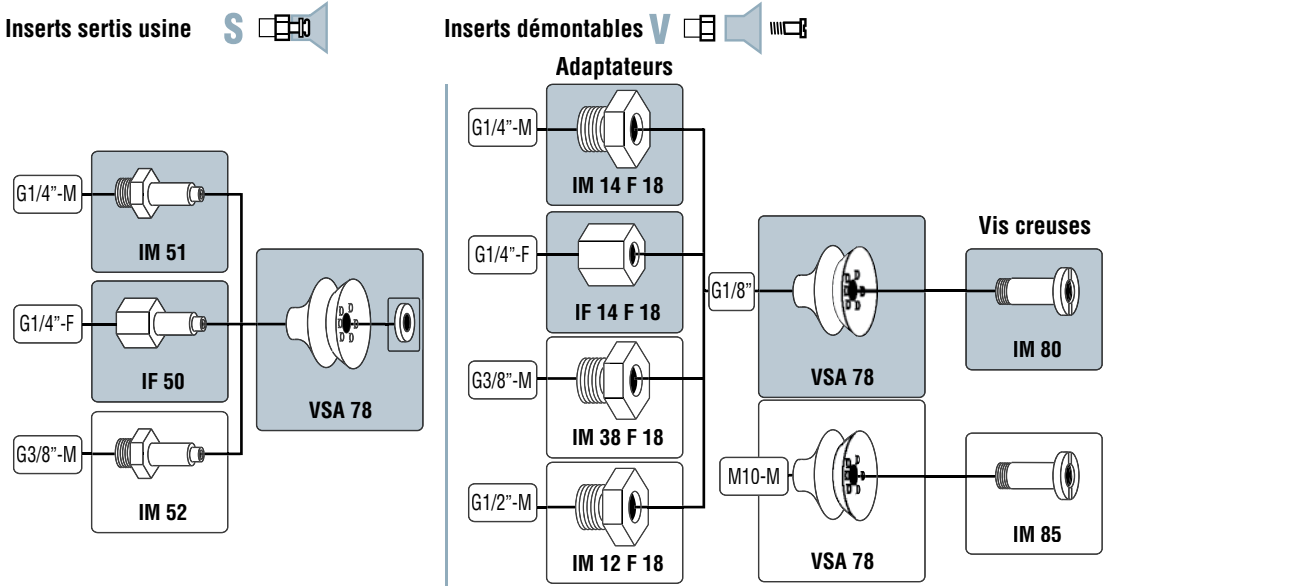 Inserts sertis usine S
G1/4”-M
IM 51
G1/4”-F
IF 50
G3/8”-M
IM 52
VSA 78
Inserts démontables V
Adaptateurs
G1/4”-M
IM 14 F 18
G1/4”-F
IF 14 F 18
G3/8”-M
IM 38 F 18
G1/2”-M
IM 12 F 18
G1/8”
VSA 78
Vis creuses
IM 80
M10-M
VSA 78
IM 85